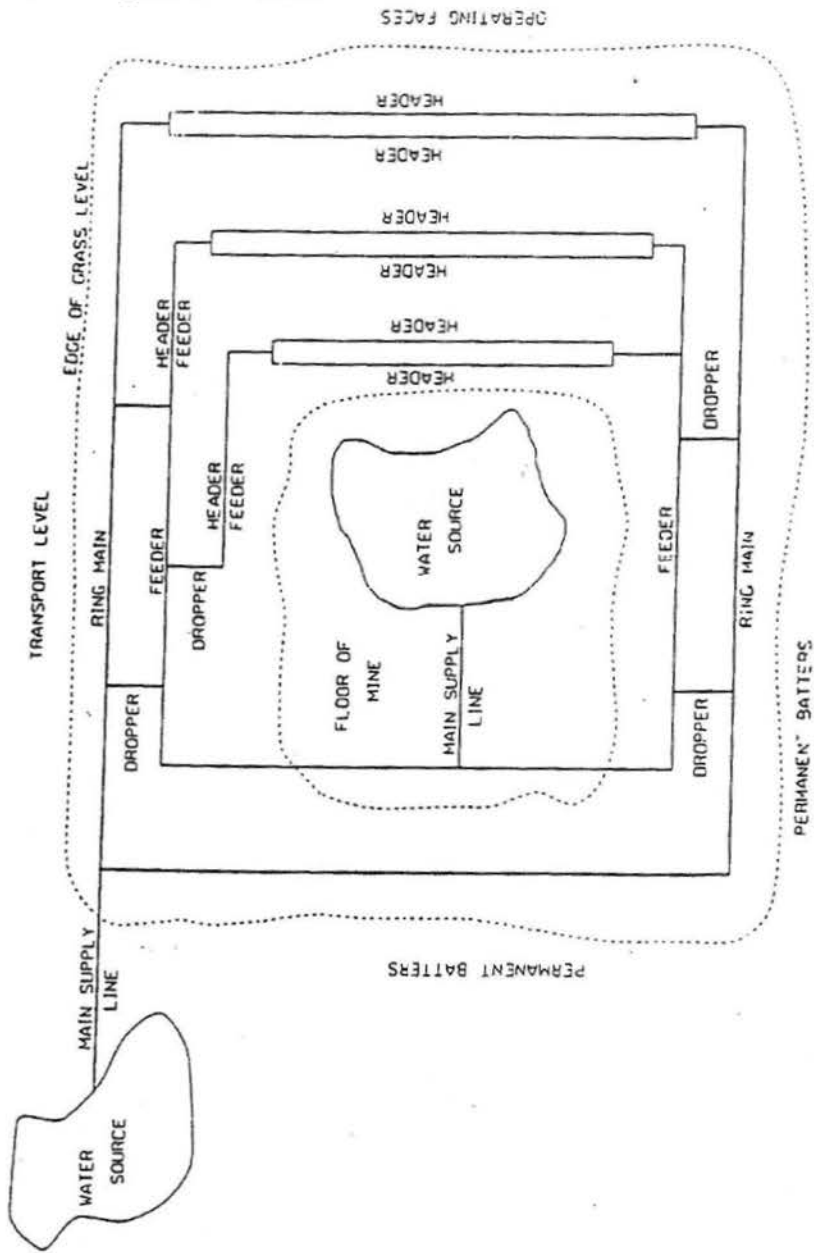 OPERATING FACES
HEADER
HEADER
HEADER
HEADER
HEADER
HEADER
EDGE OF GRASS LEVEL
HEADER
FEEDER
HEADER
FEEDER
DROPPER
TRANSPORT LEVEL
RING MAIN
FEEDER
DROPPER
WATER
SOURCE
FEEDER
RING MAIN
DROPPER
FLOOR OF
MINE
MAIN SUPPLY
LINE
DROPPER
PERMANENT BATTERS
PERMANENT BATTERS
MAIN SUPPLY
LINE
WATER
SOURCE